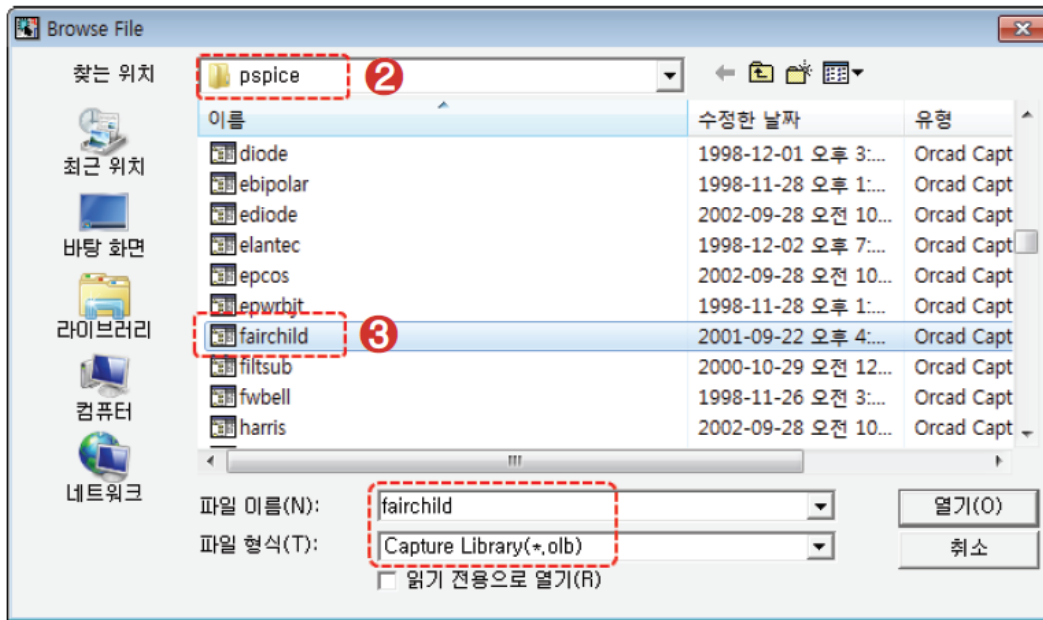 Browse File
찾는 위치
pspice
2
최근 위치
바탕 화면
라이브러리
컴퓨터
네트워크
이름 수정한 날짜 유형
diode 1998-12-01 오후 3:... Orcad Capt
ebipolar 1998-11-28 오후 1:... Orcad Capt
ediode 2002-09-28 오전 10... Orcad Capt
elantec 1998-12-02 오후 7:... Orcad Capt
epcos 2002-09-28 오전 10... Orcad Capt
epwrbjt 1998-11-28 오후 1:... Orcad Capt
fairchild 3 2001-09-22 오후 4:... Orcad Capt
filtsub 2000-10-29 오전 12... Orcad Capt
fwbell 1998-11-26 오전 3:... Orcad Capt
harris 2002-09-28 오전 10... Orcad Capt
파일 이름(N): fairchild 열기(O)
파일 형식(T): Capture Library(*.olb) 취소
읽기 전용으로 열기(R)